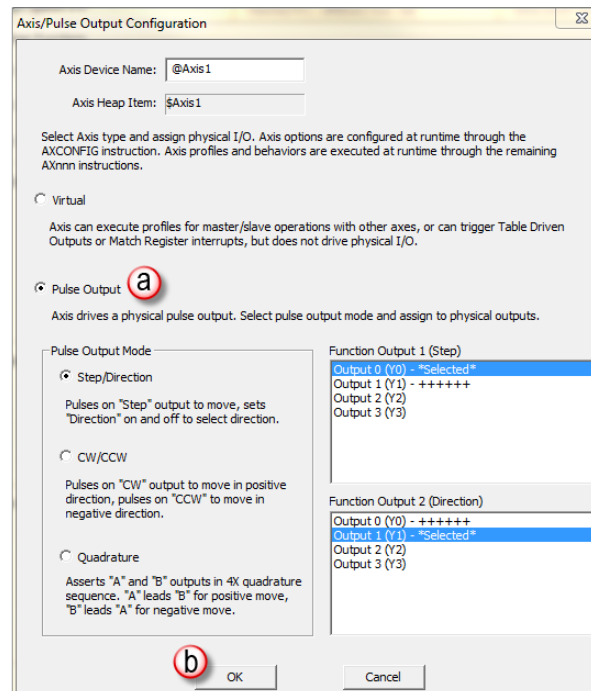 Axis/Pulse Output Configuration
Axis Device Name: @Axis1
Axis Heap Item: $Axis1
Select Axis type and assign physical I/O. Axis options are configured at runtime through the
AXCONFIG instruction. Axis profiles and behaviors are executed at runtime through the remaining
AXnnn instructions.
Virtual
Axis can execute profiles for master/slave operations with other axes, or can trigger Table Driven
Outputs or Match Register interrupts, but does not drive physical I/O.
Pulse Output a
Axis drives a physical pulse output. Select pulse output mode and assign to physical outputs.
Pulse Output Mode
Step/Direction
Pulses on "Step" output to move, sets
"Direction" on and off to select direction.
CW/CCW
Pulses on "CW" output to move in positive
direction, pulses on "CCW" to move in
negative direction.
Quadrature
Asserts "A" and "B" outputs in 4X quadrature
sequence. "A" leads "B" for positive move,
"B" leads "A" for negative move.
Function Output 1 (Step)
Output 0 (Y0) - *Selected*
Output 1 (Y1) - ++++++
Output 2 (Y2)
Output 3 (Y3)
Function Output 2 (Direction)
Output 0 (Y0) - ++++++
Output 1 (Y1) - *Selected*
Output 2 (Y2)
Output 3 (Y3)
b OK Cancel